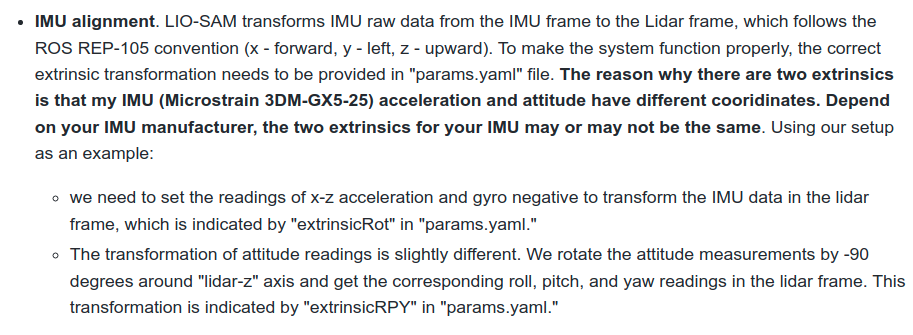 IMU alignment. LIO-SAM transforms IMU raw data from the IMU frame to the Lidar frame, which follows the
ROS REP-105 convention (x - forward, y - left, z - upward). To make the system function properly, the correct
extrinsic transformation needs to be provided in "params.yaml" file. The reason why there are two extrinsics
is that my IMU (Microstrain 3DM-GX5-25) acceleration and attitude have different cooridinates. Depend
on your IMU manufacturer, the two extrinsics for your IMU may or may not be the same. Using our setup
as an example:
we need to set the readings of x-z acceleration and gyro negative to transform the IMU data in the lidar
frame, which is indicated by "extrinsicRot" in "params.yaml."
The transformation of attitude readings is slightly different. We rotate the attitude measurements by -90
degrees around "lidar-z" axis and get the corresponding roll, pitch, and yaw readings in the lidar frame. This
transformation is indicated by "extrinsicRPY" in "params.yaml."